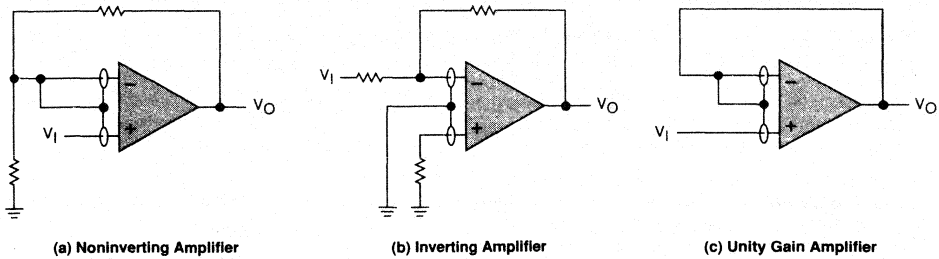 −
+
V_I
V_O
(a) Noninverting Amplifier
V_I
−
+
V_O
(b) Inverting Amplifier
−
+
V_I
V_O
(c) Unity Gain Amplifier